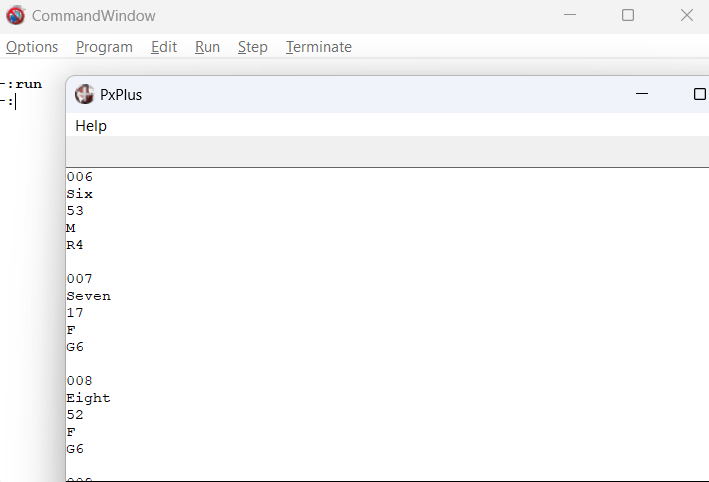 CommandWindow
Options Program Edit Run Step Terminate
-:run
-:
PxPlus
Help
006
Six
53
M
R4
007
Seven
17
F
G6
008
Eight
52
F
G6